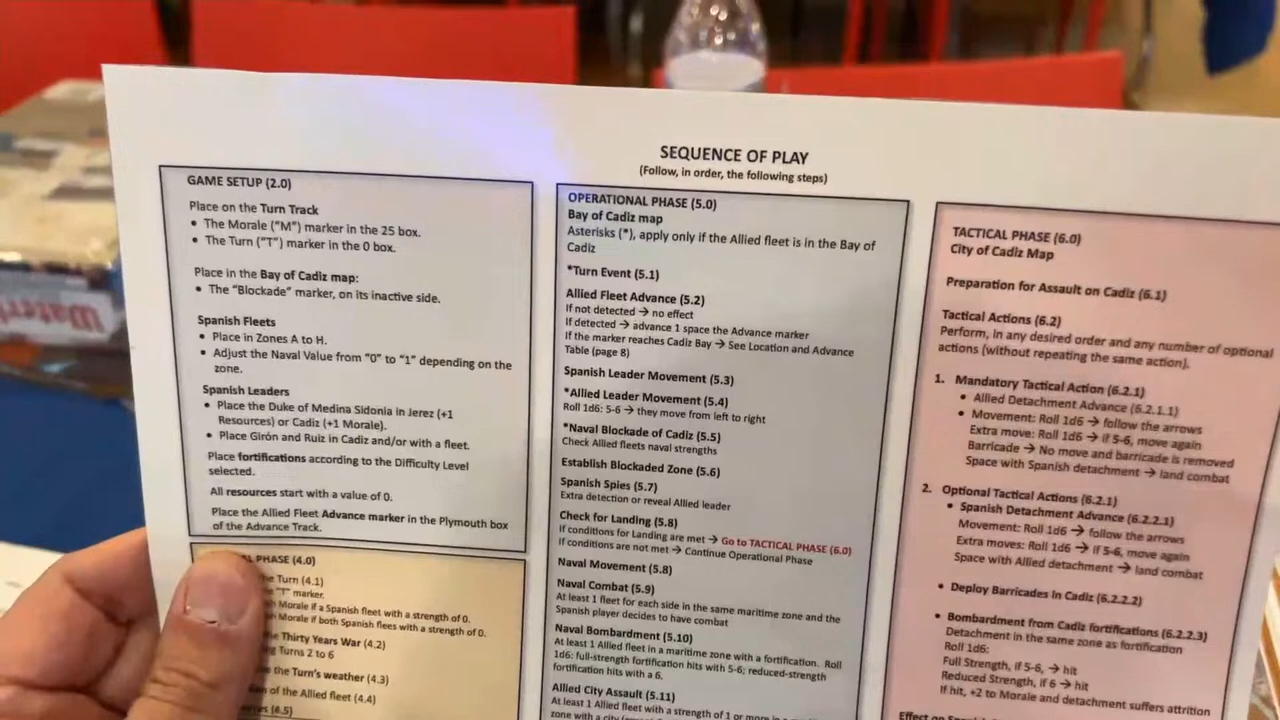 SEQUENCE OF PLAY
(Follow, in order, the following steps)
GAME SETUP (2.0)
Place on the Turn Track
• The Morale (“M”) marker in the 25 box.
• The Turn (“T”) marker in the 0 box.
Place in the Bay of Cadiz map:
• The “Blockade” marker, on its inactive side.
Spanish Fleets
• Place in Zones A to H.
• Adjust the Naval Value from “0” to “1” depending on the
zone.
Spanish Leaders
• Place the Duke of Medina Sidonia in Jerez (+1
Resources) or Cadiz (+1 Morale).
• Place Girón and Ruiz in Cadiz and/or with a fleet.
Place fortifications according to the Difficulty Level
selected.
All resources start with a value of 0.
Place the Allied Fleet Advance marker in the Plymouth box
of the Advance Track.
PHASE (4.0)
Turn (4.1)
“T” marker.
Morale if a Spanish fleet with a strength of 0.
Morale if both Spanish flees with a strength of 0.
Thirty Years War (4.2)
Turns 2 to 6
the Turn’s weather (4.3)
of the Allied fleet (4.4)
OPERATIONAL PHASE (5.0)
Bay of Cadiz map
Asterisks (*), apply only if the Allied fleet is in the Bay of
Cadiz
*Turn Event (5.1)
Allied Fleet Advance (5.2)
If not detected → no effect
If detected → advance 1 space the Advance marker
If the marker reaches Cadiz Bay → See Location and Advance
Table (page 8)
Spanish Leader Movement (5.3)
*Allied Leader Movement (5.4)
Roll 1d6: 5-6 → they move from left to right
*Naval Blockade of Cadiz (5.5)
Check Allied fleets naval strengths
Establish Blockaded Zone (5.6)
Spanish Spies (5.7)
Extra detection or reveal Allied leader
Check for Landing (5.8)
If conditions for Landing are met → Go to TACTICAL PHASE (6.0)
If conditions are not met → Continue Operational Phase
Naval Movement (5.8)
Naval Combat (5.9)
At least 1 fleet for each side in the same maritime zone and the
Spanish player decides to have combat
Naval Bombardment (5.10)
At least 1 Allied fleet in a maritime zone with a fortification. Roll
1d6: full-strength fortification hits with 5-6; reduced-strength
fortification hits with a 6.
Allied City Assault (5.11)
At least 1 Allied fleet with a strength of 1 or more in a
zone with a city
TACTICAL PHASE (6.0)
City of Cadiz Map
Preparation for Assault on Cadiz (6.1)
Tactical Actions (6.2)
Perform, in any desired order and any number of optional
actions (without repeating the same action).
1. Mandatory Tactical Action (6.2.1)
• Allied Detachment Advance (6.2.1.1)
• Movement: Roll 1d6 → follow the arrows
Extra move: Roll 1d6 → if 5-6, move again
Barricade → No move and barricade is removed
Space with Spanish detachment → land combat
2. Optional Tactical Actions (6.2.1)
• Spanish Detachment Advance (6.2.2.1)
Movement: Roll 1d6 → follow the arrows
Extra moves: Roll 1d6 → if 5-6, move again
Space with Allied detachment → land combat
• Deploy Barricades in Cadiz (6.2.2.2)
• Bombardment from Cadiz fortifications (6.2.2.3)
Detachment in the same zone as fortification
Roll 1d6:
Full Strength, if 5-6, → hit
Reduced Strength, if 6 → hit
If hit, +2 to Morale and detachment suffers attrition